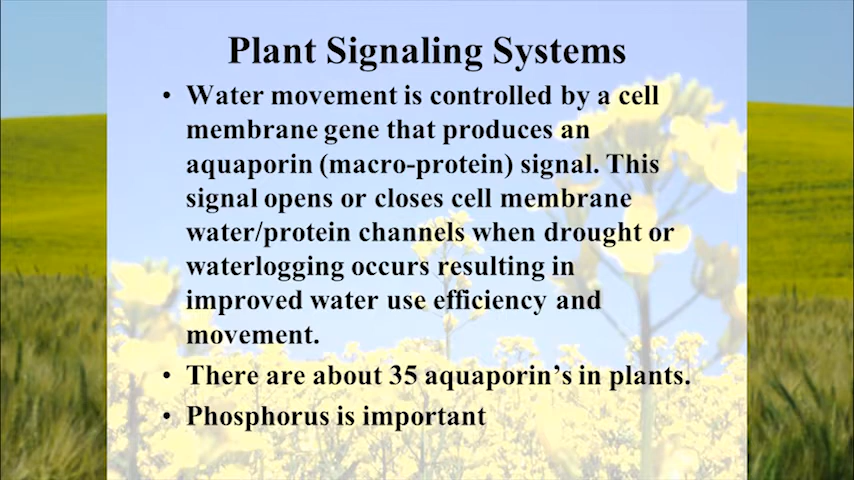 Plant Signaling Systems
• Water movement is controlled by a cell
membrane gene that produces an
aquaporin (macro-protein) signal. This
signal opens or closes cell membrane
water/protein channels when drought or
waterlogging occurs resulting in
improved water use efficiency and
movement.
• There are about 35 aquaporin’s in plants.
• Phosphorus is important